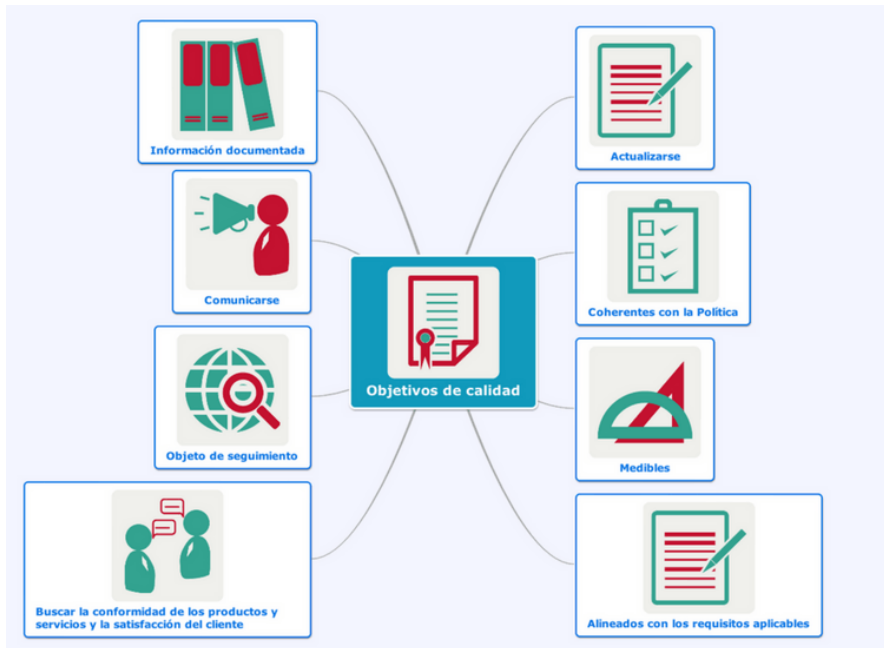 Información documentada
Actualizarse
Comunicarse
Coherentes con la Política
Objetivos de calidad
Objeto de seguimiento
Medibles
Buscar la conformidad de los productos y
servicios y la satisfacción del cliente
Alineados con los requisitos aplicables